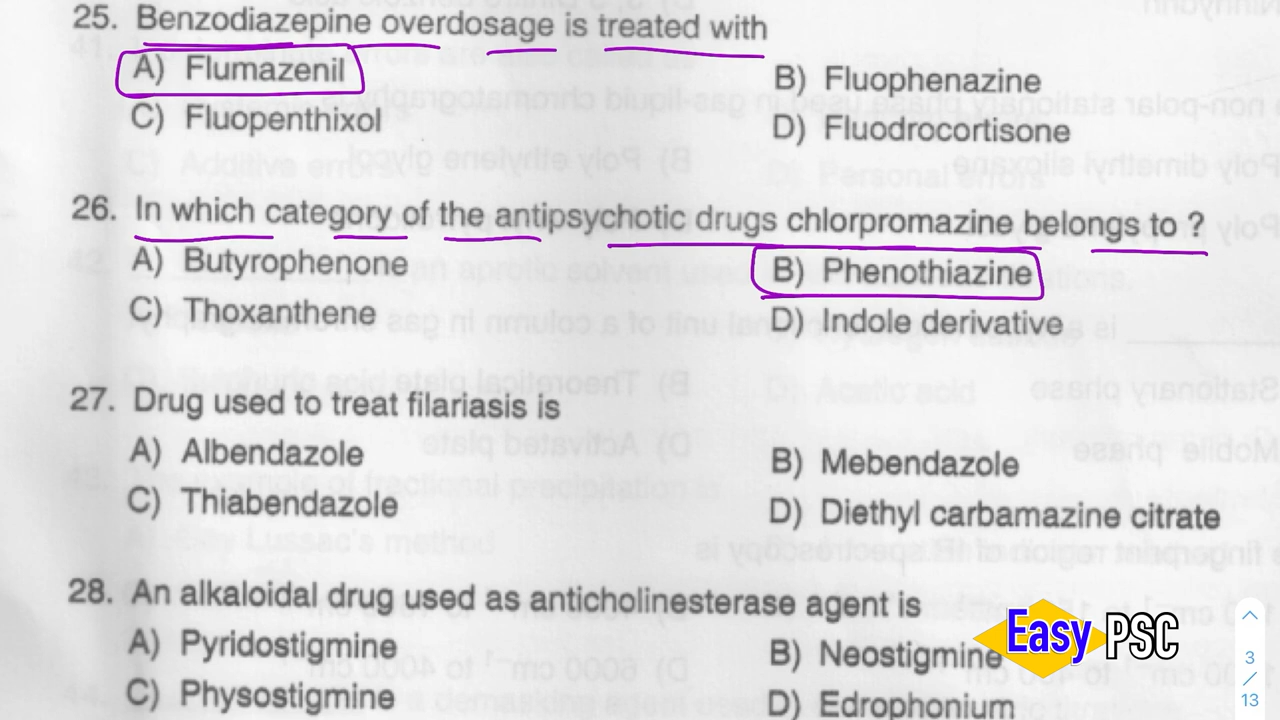 25. Benzodiazepine overdosage is treated with
A) Flumazenil
B) Fluophenazine
C) Fluopenthixol
D) Fluodrocortisone
26. In which category of the antipsychotic drugs chlorpromazine belongs to ?
A) Butyrophenone
B) Phenothiazine
C) Thoxanthene
D) Indole derivative
27. Drug used to treat filariasis is
A) Albendazole
B) Mebendazole
C) Thiabendazole
D) Diethyl carbamazine citrate
28. An alkaloidal drug used as anticholinesterase agent is
A) Pyridostigmine
B) Neostigmine
C) Physostigmine
D) Edrophonium
Easy PSC
3
/
13